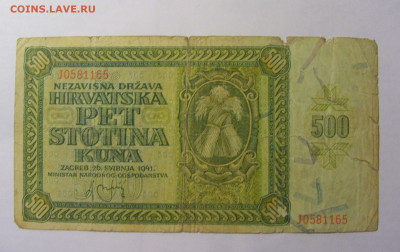 COINS.LAVE.RU
500
J0581165
NEZAVISNA DRŽAVA
HRVATSKA
PET
STOTINA
KUNA
ZAGREB 26. SVIBNJA 1941.
MINISTAR NARODNOG GOSPODARSTVA
500
J0581165
500
500